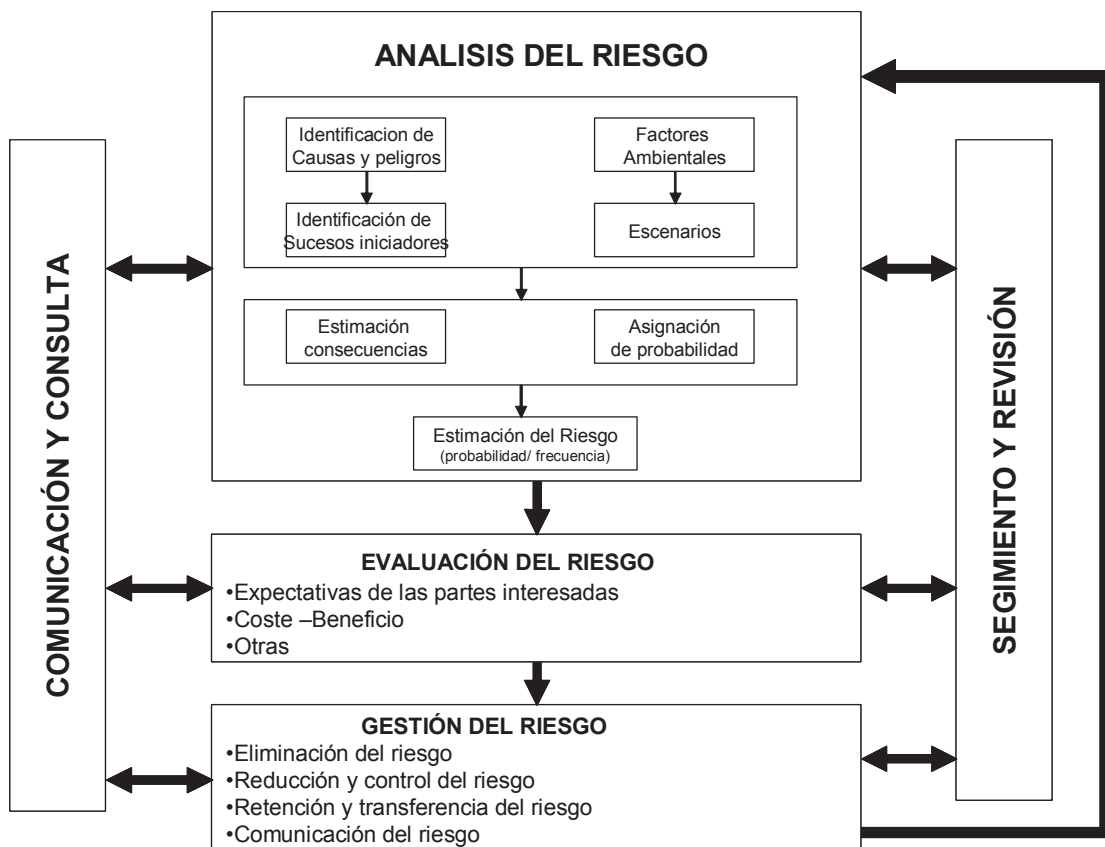 ANALISIS DEL RIESGO
Identificacion de
Causas y peligros
Factores
Ambientales
Identificación de
Sucesos iniciadores
Escenarios
Estimación
consecuencias
Asignación
de probabilidad
Estimación del Riesgo
(probabilidad/ frecuencia)
COMUNICACIÓN Y CONSULTA
SEGIMIENTO Y REVISIÓN
EVALUACIÓN DEL RIESGO
•Expectativas de las partes interesadas
•Coste –Beneficio
•Otras
GESTIÓN DEL RIESGO
•Eliminación del riesgo
•Reducción y control del riesgo
•Retención y transferencia del riesgo
•Comunicación del riesgo